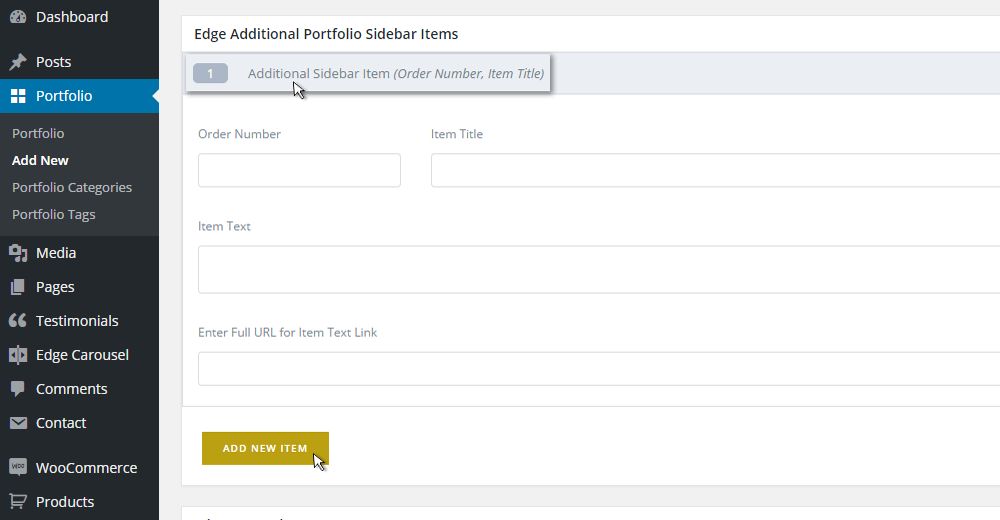 Dashboard
Posts
Portfolio
Portfolio
Add New
Portfolio Categories
Portfolio Tags
Media
Pages
Testimonials
Edge Carousel
Comments
Contact
WooCommerce
Products
Edge Additional Portfolio Sidebar Items
1 Additional Sidebar Item (Order Number, Item Title)
Order Number Item Title
Item Text
Enter Full URL for Item Text Link
ADD NEW ITEM